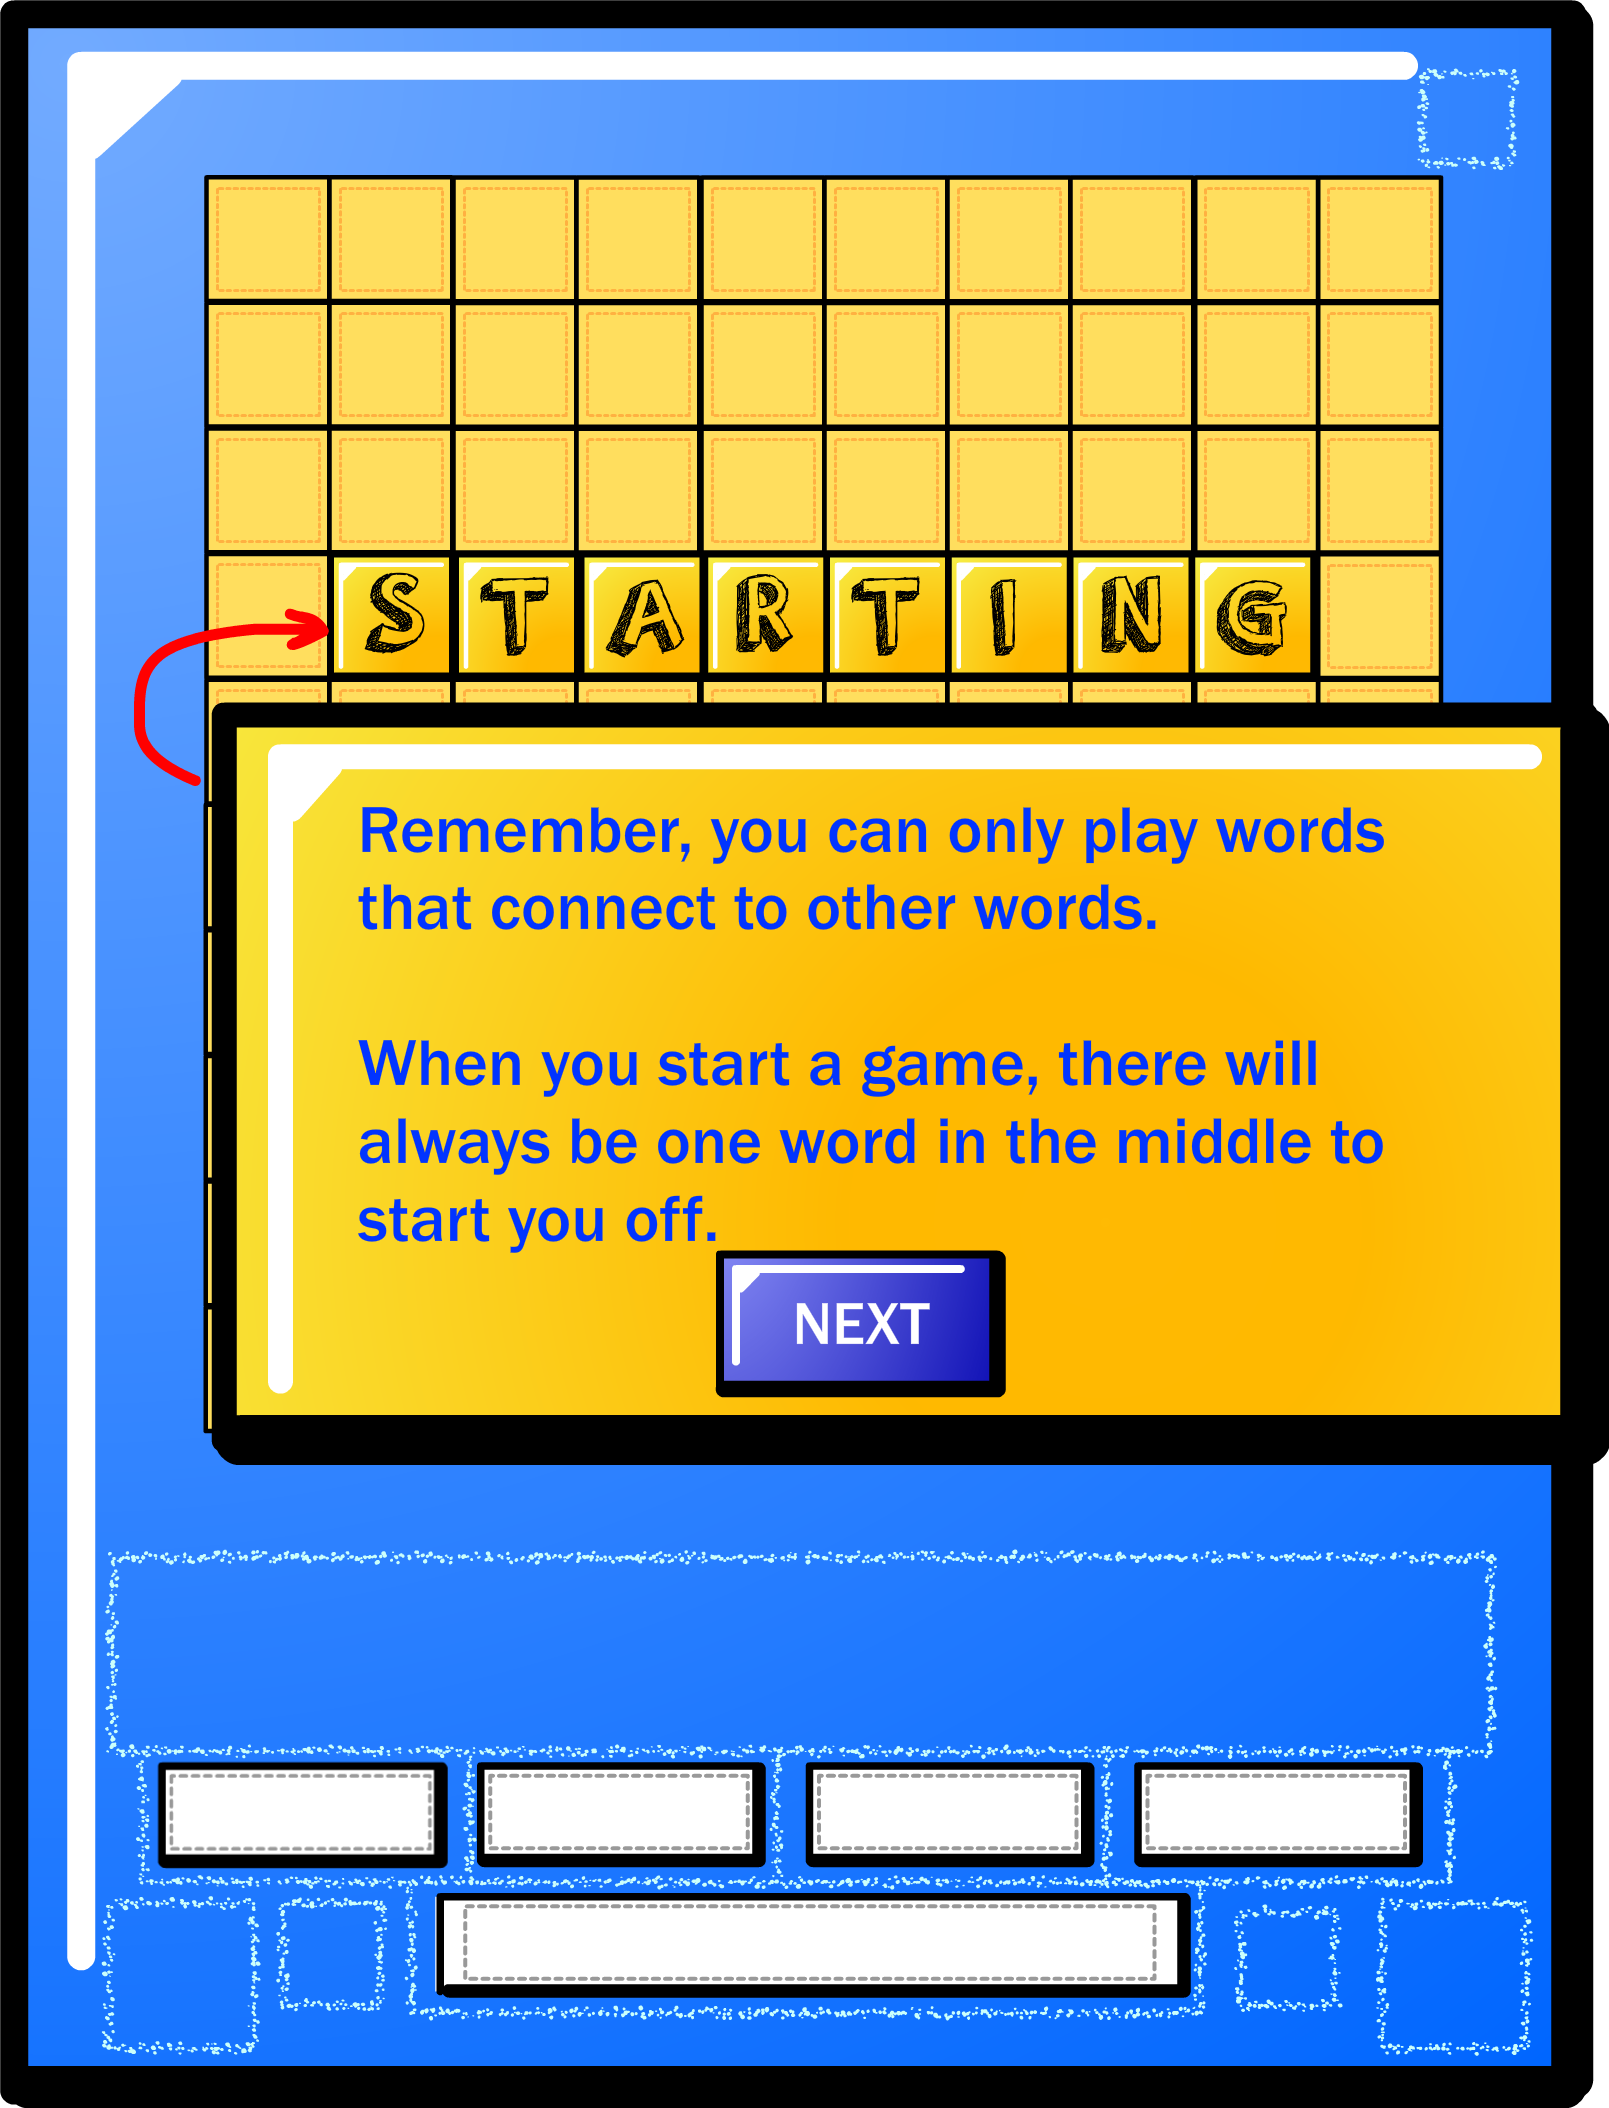 STARTING
Remember, you can only play words
that connect to other words.
When you start a game, there will
always be one word in the middle to
start you off.
NEXT